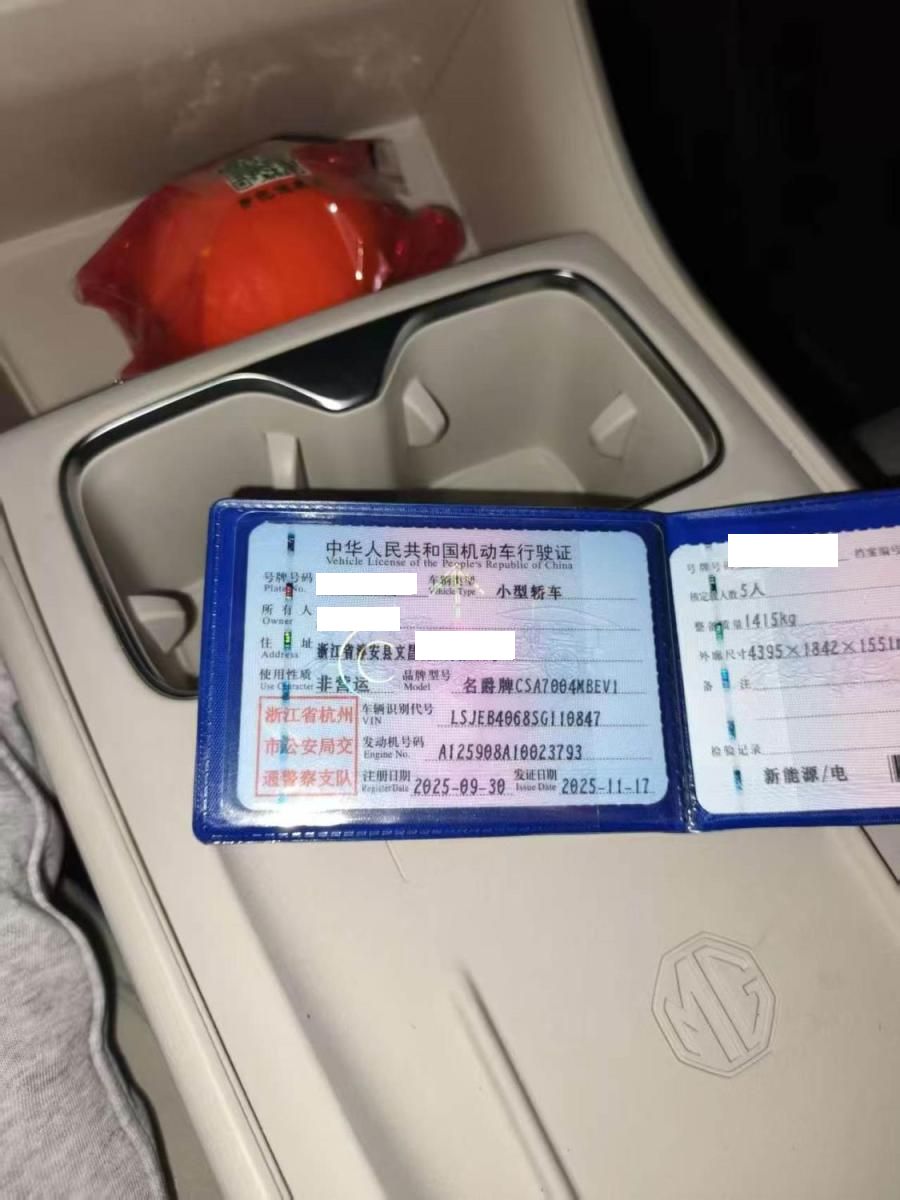 中华人民共和国机动车行驶证
Vehicle License of the People's Republic of China
号牌号码
Plate No.
车辆类型 小型轿车
Vehicle Type
所有人
Owner
住址 浙江省淳安县文昌
Address
使用性质 非营运
Use Character
品牌型号 名爵牌CSA7004MBEV1
Model
浙江省杭州
市公安局交
通警察支队
车辆识别代号 LSJEB4068SG110847
VIN
发动机号码 A125908A10023793
Engine No.
注册日期 2025-09-30
Register Date
发证日期 2025-11-17
Issue Date
号牌号码
档案编号
核定载人数 5人
整备质量 1415kg
外廓尺寸 4395×1842×1551
备注
检验记录
新能源/电
MG